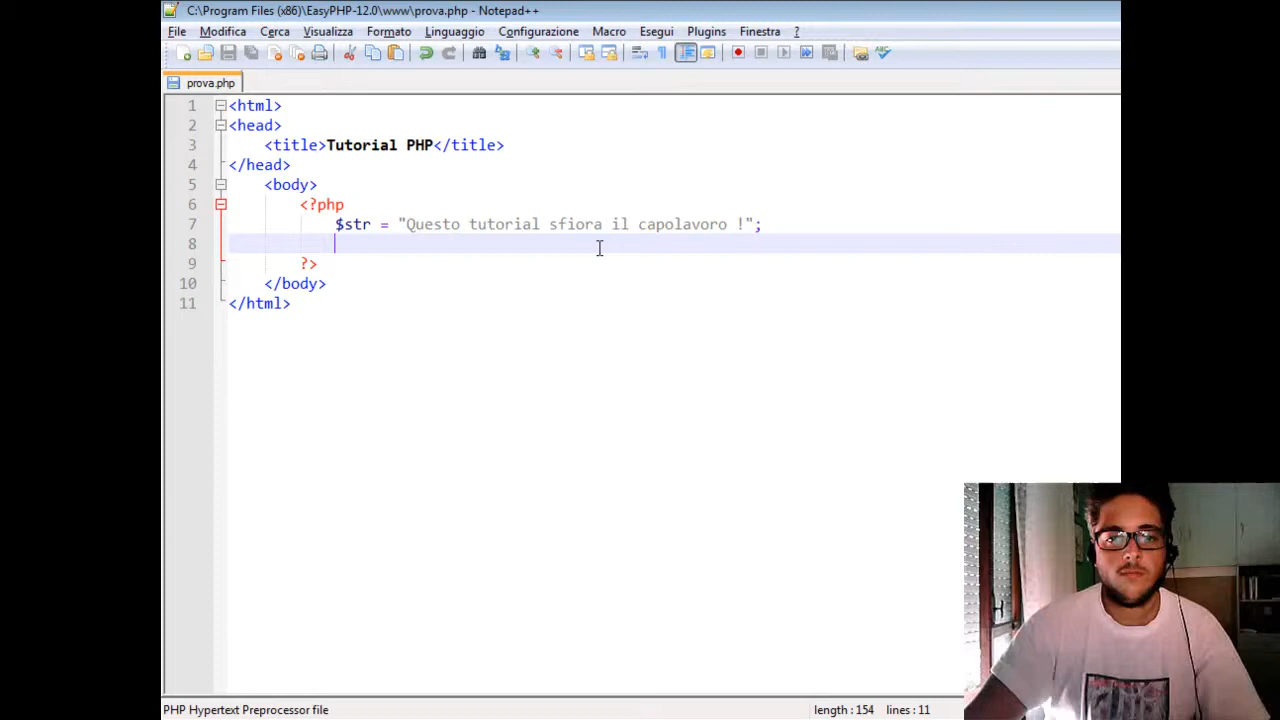 C:\Program Files (x86)\EasyPHP-12.0\www\prova.php - Notepad++
File Modifica Cerca Visualizza Formato Linguaggio Configurazione Macro Esegui Plugins Finestra ?
prova.php
1 <html>
2 <head>
3 <title>Tutorial PHP</title>
4 </head>
5 <body>
6 <?php
7 $str = "Questo tutorial sfiora il capolavoro !";
8
9 ?>
10 </body>
11 </html>
PHP Hypertext Preprocessor file length : 154 lines : 11